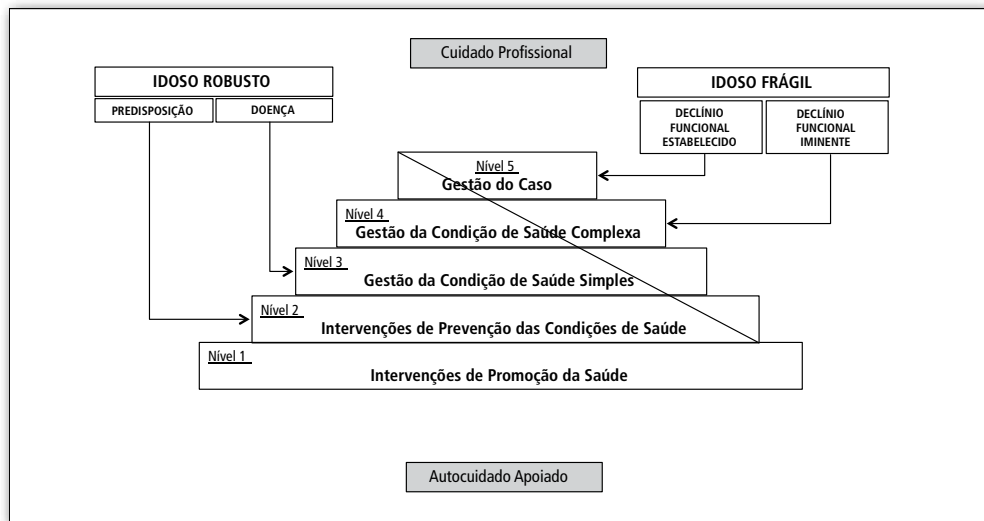 Cuidado Profissional
IDOSO ROBUSTO
PREDISPOSIÇÃO
DOENÇA
IDOSO FRÁGIL
DECLÍNIO
FUNCIONAL
ESTABELECIDO
DECLÍNIO
FUNCIONAL
IMINENTE
Nível 5
Gestão do Caso
Nível 4
Gestão da Condição de Saúde Complexa
Nível 3
Gestão da Condição de Saúde Simples
Nível 2
Intervenções de Prevenção das Condições de Saúde
Nível 1
Intervenções de Promoção da Saúde
Autocuidado Apoiado